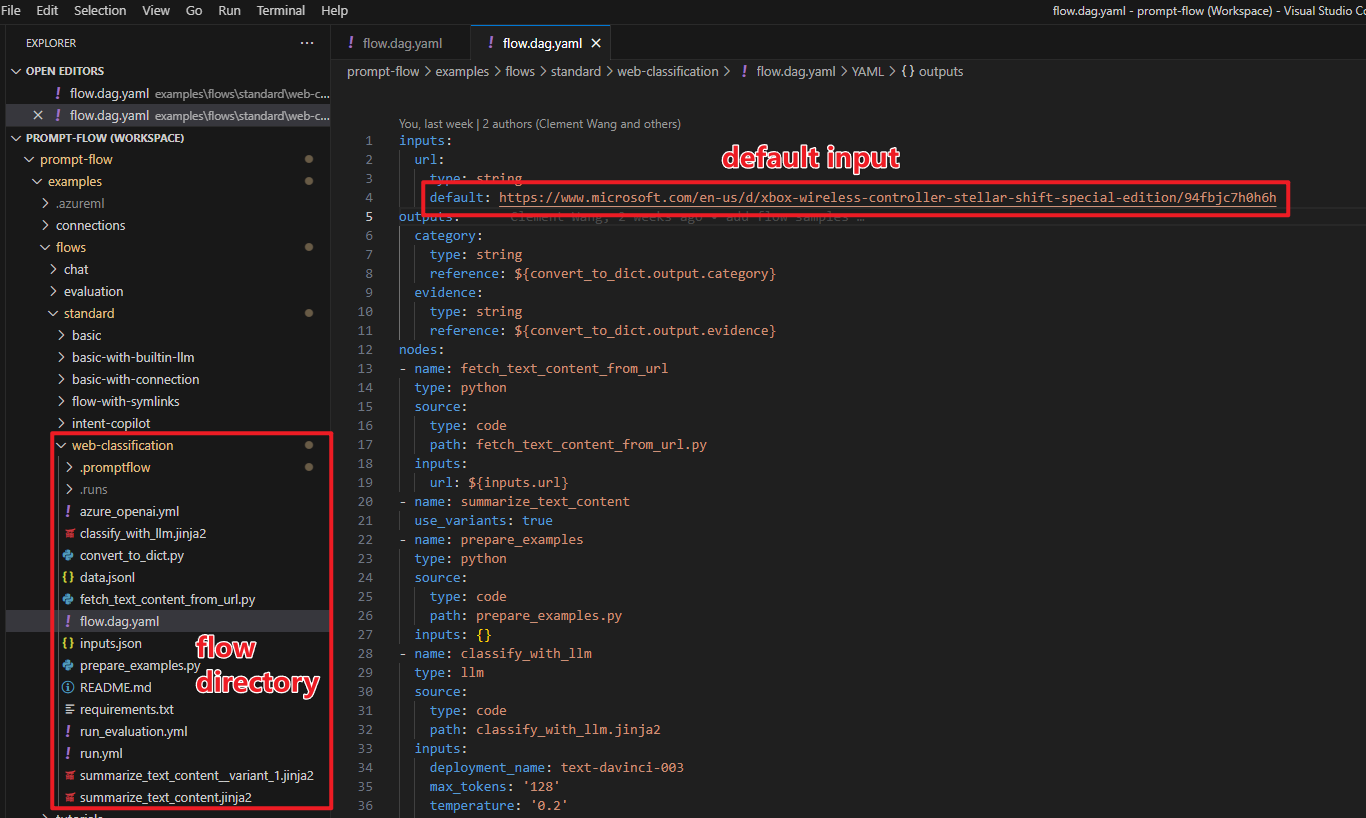 File Edit Selection View Go Run Terminal Help flow.dag.yaml - prompt-flow (Workspace) - Visual Studio Co
EXPLORER ...
OPEN EDITORS
! flow.dag.yaml examples\flows\standard\web-c...
! flow.dag.yaml examples\flows\standard\web-c...
PROMPT-FLOW (WORKSPACE)
prompt-flow
examples
.azureml
connections
flows
chat
evaluation
standard
basic
basic-with-builtin-llm
basic-with-connection
flow-with-symlinks
intent-copilot
web-classification
.promptflow
.runs
! azure_openai.yml
classify_with_llm.jinja2
convert_to_dict.py
{} data.jsonl
fetch_text_content_from_url.py
! flow.dag.yaml
{} inputs.json
prepare_examples.py
README.md
requirements.txt
! run_evaluation.yml
! run.yml
summarize_text_content__variant_1.jinja2
summarize_text_content.jinja2
flow
directory
! flow.dag.yaml ! flow.dag.yaml
prompt-flow > examples > flows > standard > web-classification > ! flow.dag.yaml > YAML > {} outputs
You, last week | 2 authors (Clement Wang and others)
default input
1 inputs:
2 url:
3 type: string
4 default: https://www.microsoft.com/en-us/d/xbox-wireless-controller-stellar-shift-special-edition/94fbjc7h0h6h
5 outputs: Clement Wang, 2 weeks ago • add flow samples …
6 category:
7 type: string
8 reference: ${convert_to_dict.output.category}
9 evidence:
10 type: string
11 reference: ${convert_to_dict.output.evidence}
12 nodes:
13 - name: fetch_text_content_from_url
14 type: python
15 source:
16 type: code
17 path: fetch_text_content_from_url.py
18 inputs:
19 url: ${inputs.url}
20 - name: summarize_text_content
21 use_variants: true
22 - name: prepare_examples
23 type: python
24 source:
25 type: code
26 path: prepare_examples.py
27 inputs: {}
28 - name: classify_with_llm
29 type: llm
30 source:
31 type: code
32 path: classify_with_llm.jinja2
33 inputs:
34 deployment_name: text-davinci-003
35 max_tokens: '128'
36 temperature: '0.2'